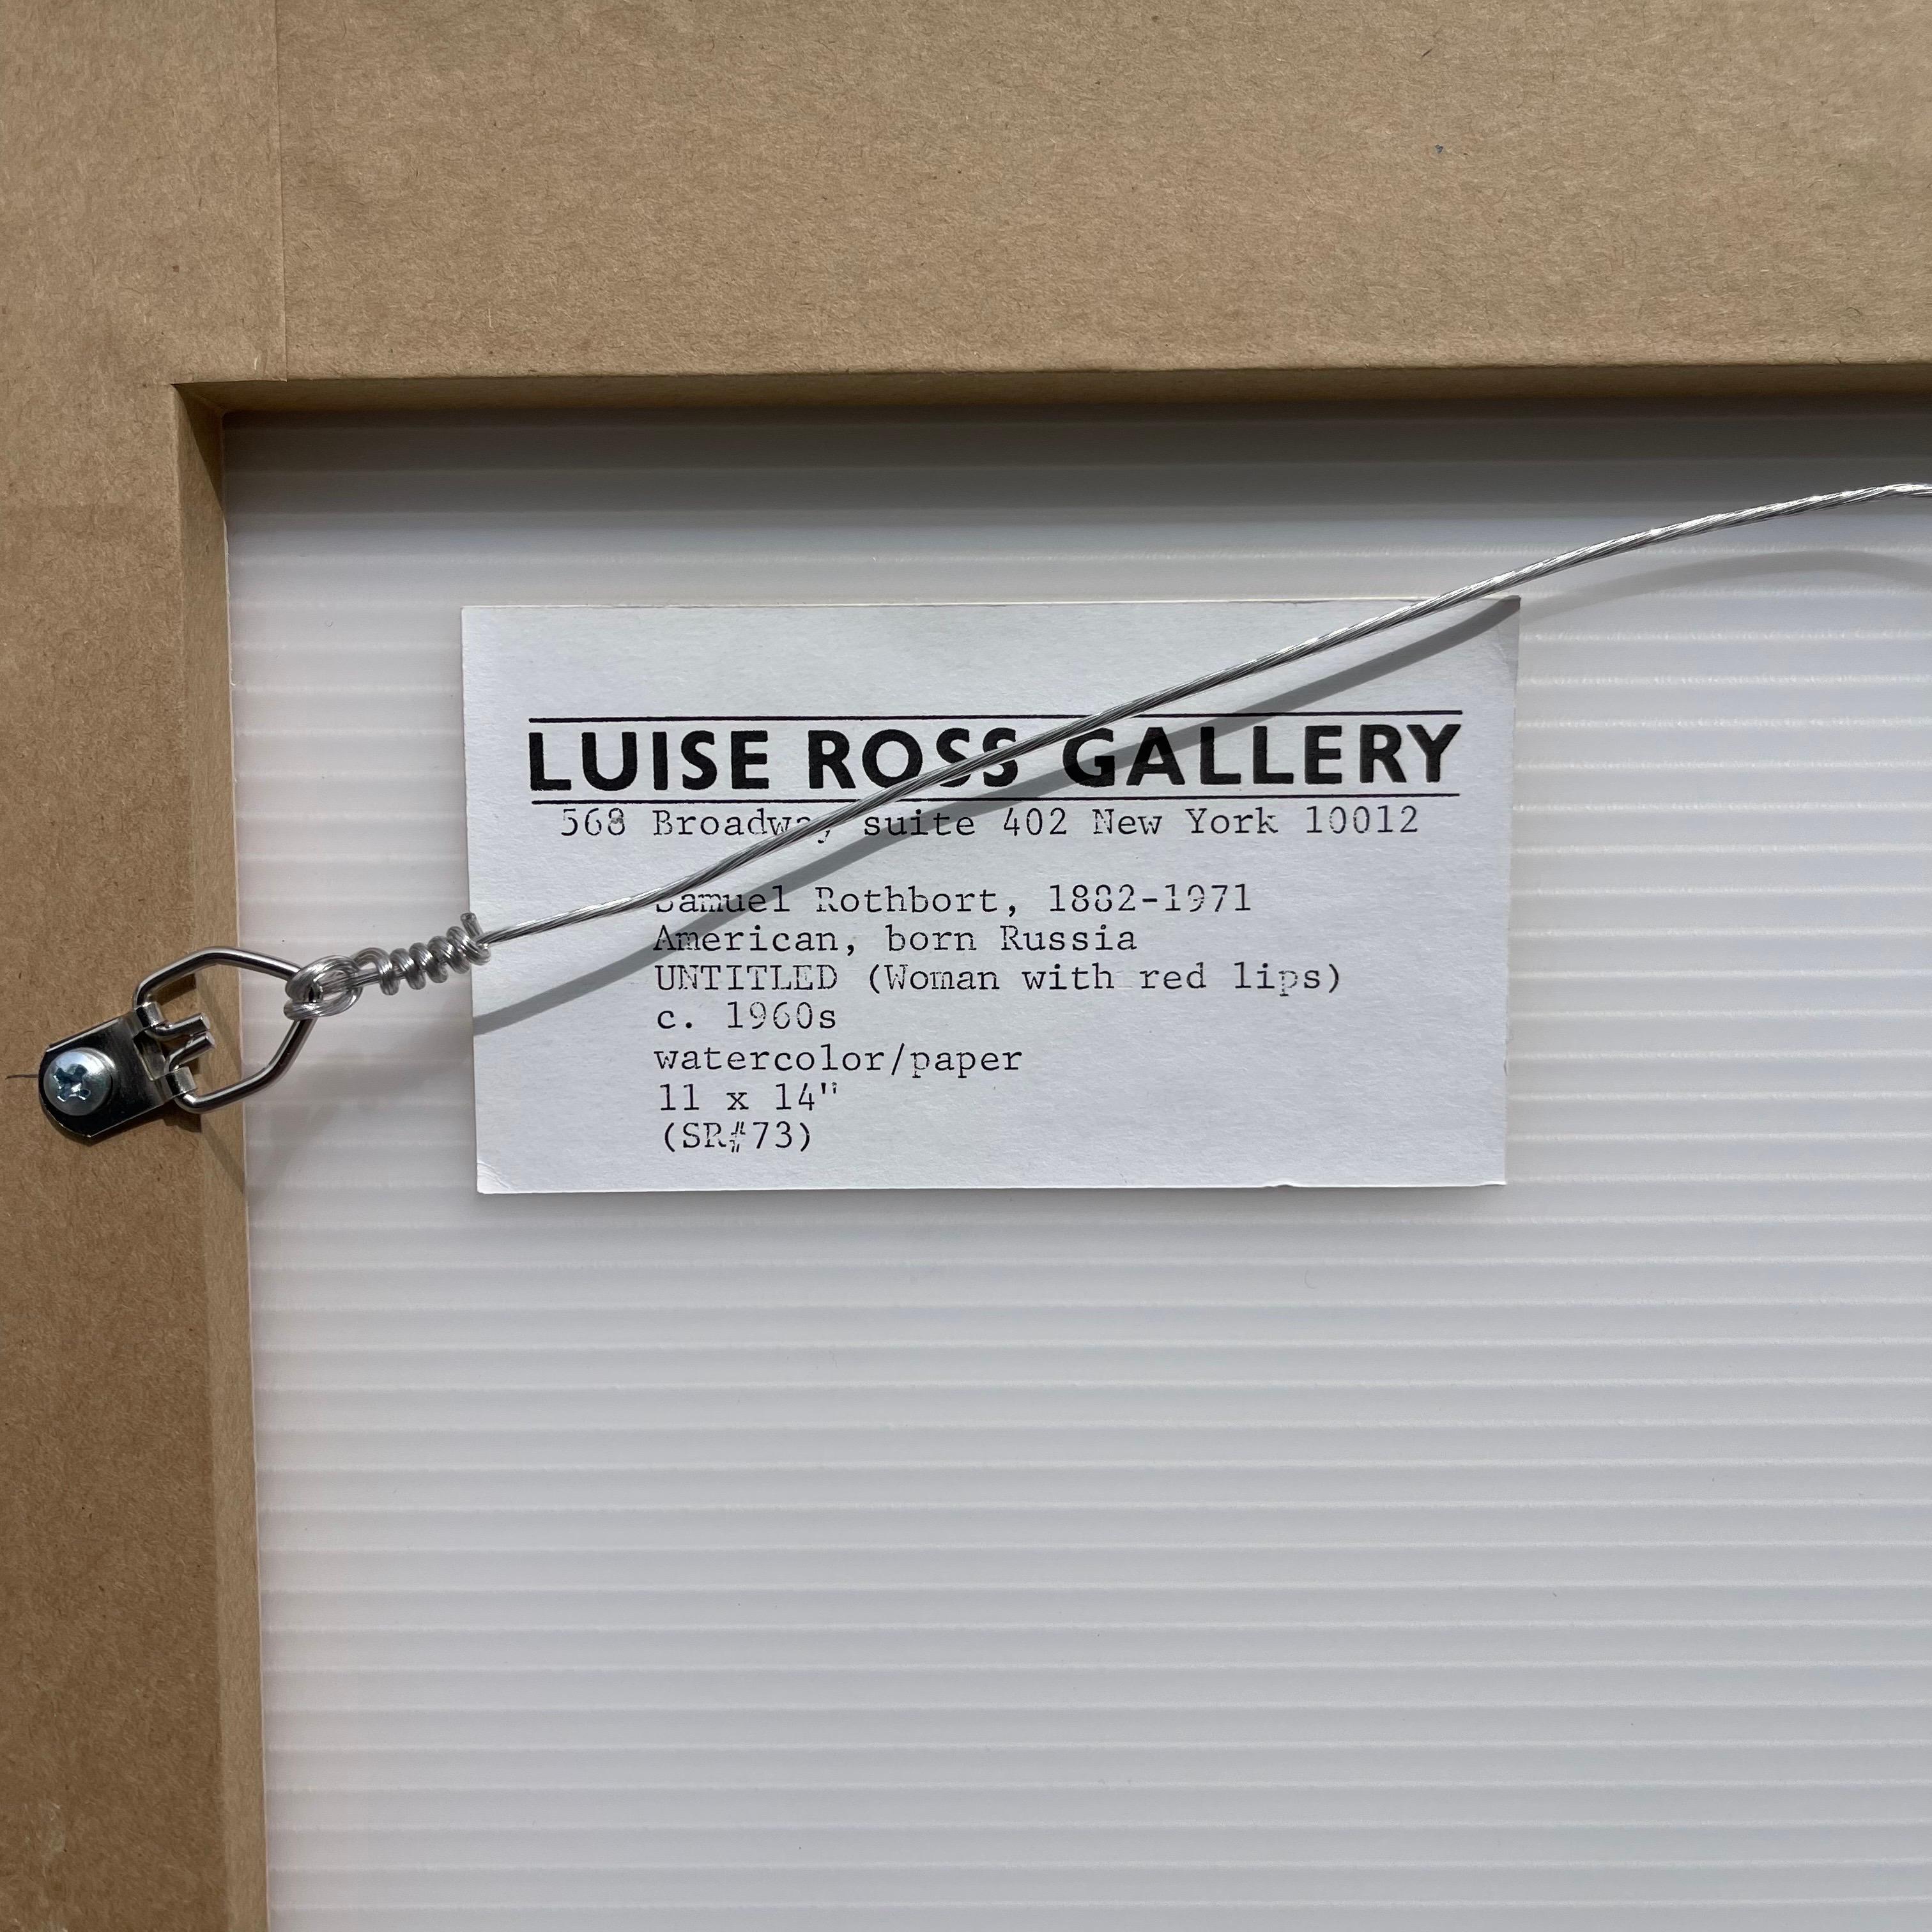 LUISE ROSS GALLERY
568 Broadway suite 402 New York 10012
Samuel Rothbort, 1882-1971
American, born Russia
UNTITLED (Woman with red lips)
c. 1960s
watercolor/paper
11 x 14"
(SR#73)